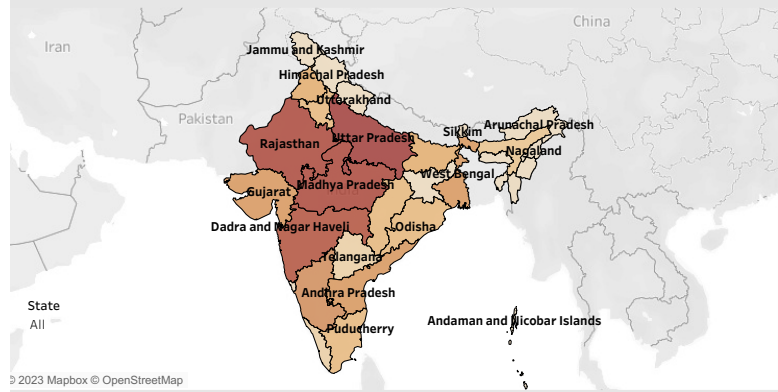 China
Iran
Jammu and Kashmir
Himachal Pradesh
Uttarakhand
Pakistan
Arunachal Pradesh
Sikkim
Uttar Pradesh
Rajasthan
Nagaland
West Bengal
Madhya Pradesh
Gujarat
Dadra and Nagar Haveli
Odisha
Telangana
Andhra Pradesh
State
All
Andaman and Nicobar Islands
Puducherry
© 2023 Mapbox © OpenStreetMap